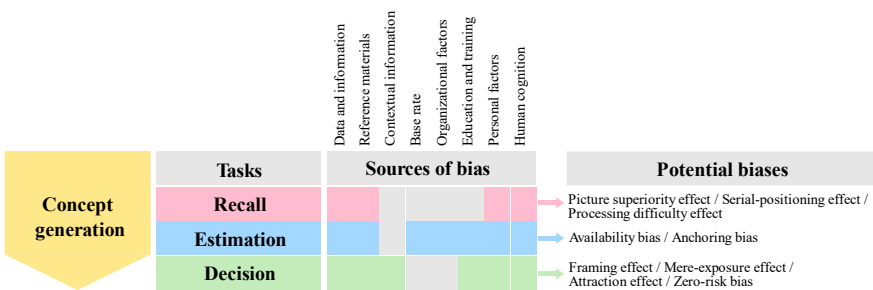 Data and information
Reference materials
Contextual information
Base rate
Organizational factors
Education and training
Personal factors
Human cognition
Tasks
Sources of bias
Potential biases
Concept
generation
Recall
Picture superiority effect / Serial-positioning effect /
Processing difficulty effect
Estimation
Availability bias / Anchoring bias
Decision
Framing effect / Mere-exposure effect /
Attraction effect / Zero-risk bias